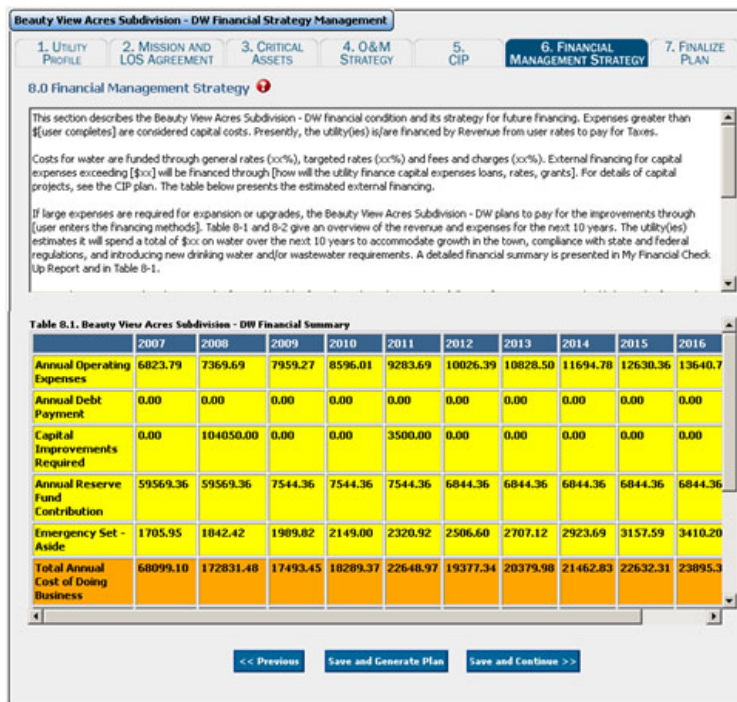 Beauty View Acres Subdivision - DW Financial Strategy Management
1. UTILITY PROFILE
2. MISSION AND LOS AGREEMENT
3. CRITICAL ASSETS
4. O&M STRATEGY
5. CIP
6. FINANCIAL MANAGEMENT STRATEGY
7. FINALIZE PLAN
8.0 Financial Management Strategy
This section describes the Beauty View Acres Subdivision - DW financial condition and its strategy for future financing. Expenses greater than
$[user completes] are considered capital costs. Presently, the utility(ies) is/are financed by Revenue from user rates to pay for Taxes.
Costs for water are funded through general rates (xx%), targeted rates (xx%) and fees and charges (xx%). External financing for capital
expenses exceeding [$xx] will be financed through [how will the utility finance capital expenses loans, rates, grants]. For details of capital
projects, see the CIP plan. The table below presents the estimated external financing.
If large expenses are required for expansion or upgrades, the Beauty View Acres Subdivision - DW plans to pay for the improvements through
[user enters the financing methods]. Table 8-1 and 8-2 give an overview of the revenue and expenses for the next 10 years. The utility(ies)
estimates it will spend a total of $xx on water over the next 10 years to accommodate growth in the town, compliance with state and federal
regulations, and introducing new drinking water and/or wastewater requirements. A detailed financial summary is presented in My Financial Check
Up Report and in Table 8-1.
Table 8.1. Beauty View Acres Subdivision - DW Financial Summary
2007 2008 2009 2010 2011 2012 2013 2014 2015 2016
Annual Operating Expenses 6823.79 7369.69 7959.27 8596.01 9283.69 10026.39 10828.50 11694.78 12630.36 13640.7
Annual Debt Payment 0.00 0.00 0.00 0.00 0.00 0.00 0.00 0.00 0.00 0.00
Capital Improvements Required 0.00 104050.00 0.00 0.00 3500.00 0.00 0.00 0.00 0.00 0.00
Annual Reserve Fund Contribution 59569.36 59569.36 7544.36 7544.36 7544.36 6844.36 6844.36 6844.36 6844.36 6844.36
Emergency Set - Aside 1705.95 1842.42 1989.82 2149.00 2320.92 2506.60 2707.12 2923.69 3157.59 3410.20
Total Annual Cost of Doing Business 68099.10 172831.48 17493.45 18289.37 22648.97 19377.34 20379.98 21462.83 22632.31 23895.3
<< Previous
Save and Generate Plan
Save and Continue >>